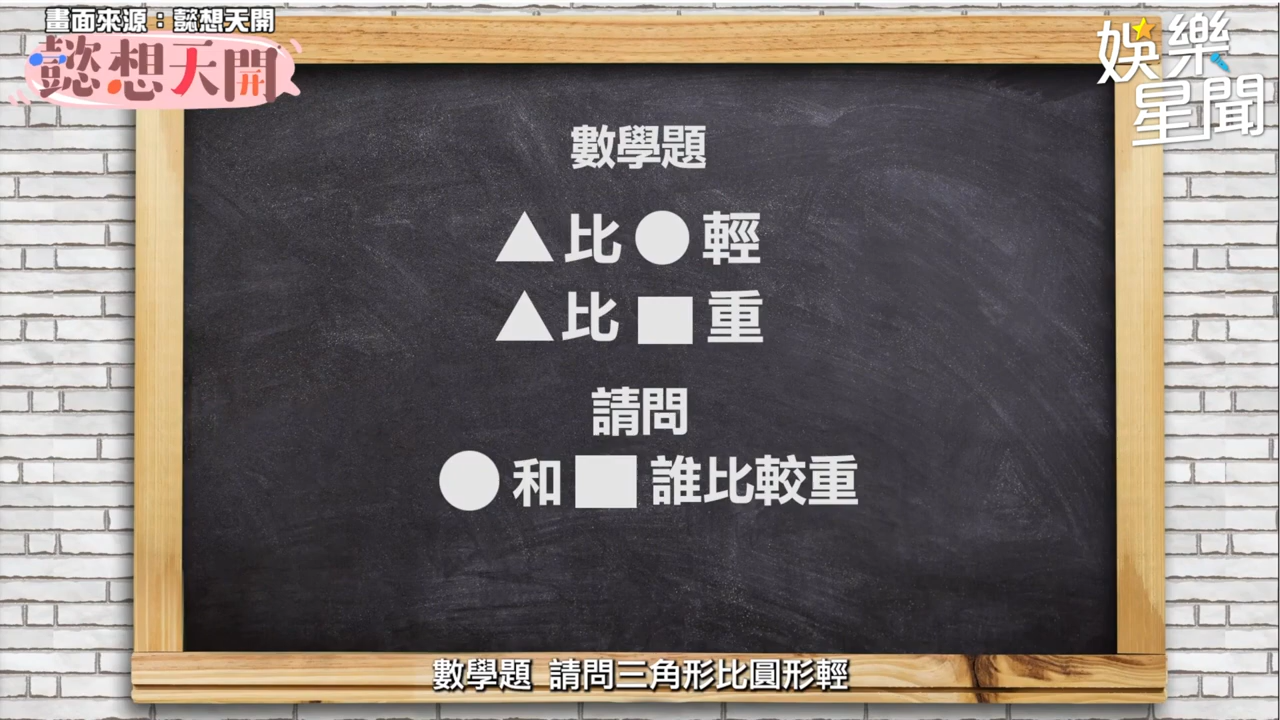 畫面來源：懿想天開
懿想天開
娛樂
星聞
數學題
▲比●輕
▲比■重
請問
●和■誰比較重
數學題 請問三角形比圓形輕